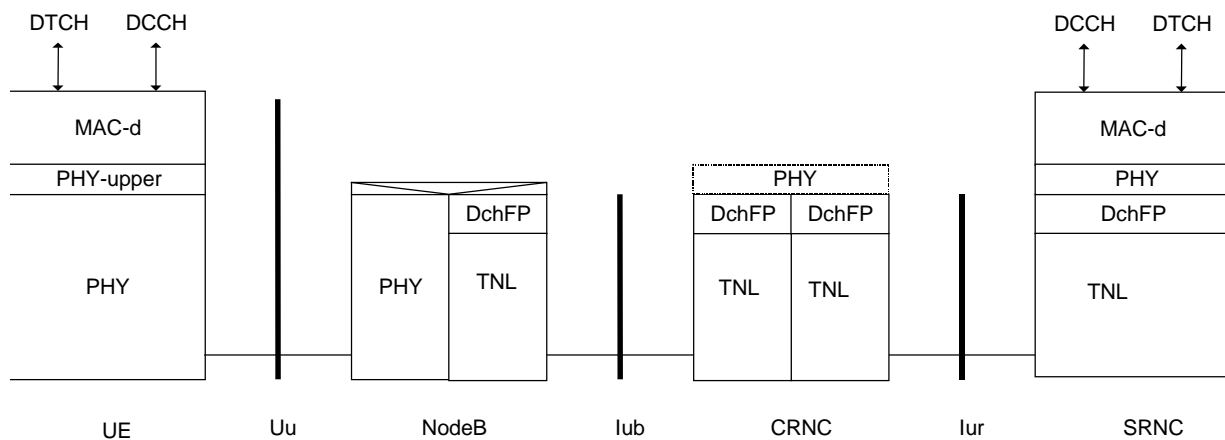 DTCH DCCH DCCH DTCH
MAC-d MAC-d
PHY-upper PHY PHY
DchFP DchFP DchFP DchFP
PHY PHY TNL TNL TNL TNL
UE Uu NodeB Iub CRNC Iur SRNC